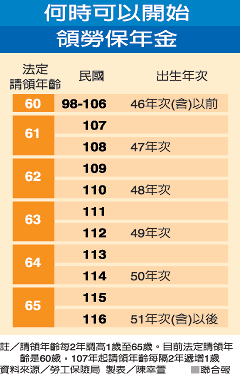 何時可以開始
領勞保年金
法定 民國 出生年次
請領年齡
60 98-106 46年次(含)以前
61 107
108 47年次
62 109
110 48年次
63 111
112 49年次
64 113
114 50年次
65 115
116 51年次(含)以後
註／請領年齡每2年調高1歲至65歲。目前法定請領年
齡是60歲，107年起請領年齡每隔2年遞增1歲
資料來源／勞工保險局 製表／陳幸萱 ■聯合報